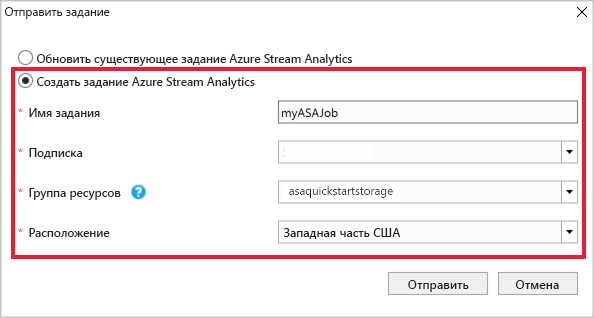 Отправить задание
Обновить существующее задание Azure Stream Analytics
Создать задание Azure Stream Analytics
* Имя задания myASAJob
* Подписка
* Группа ресурсов ? asaquickstartstorage
* Расположение Западная часть США
Отправить Отмена